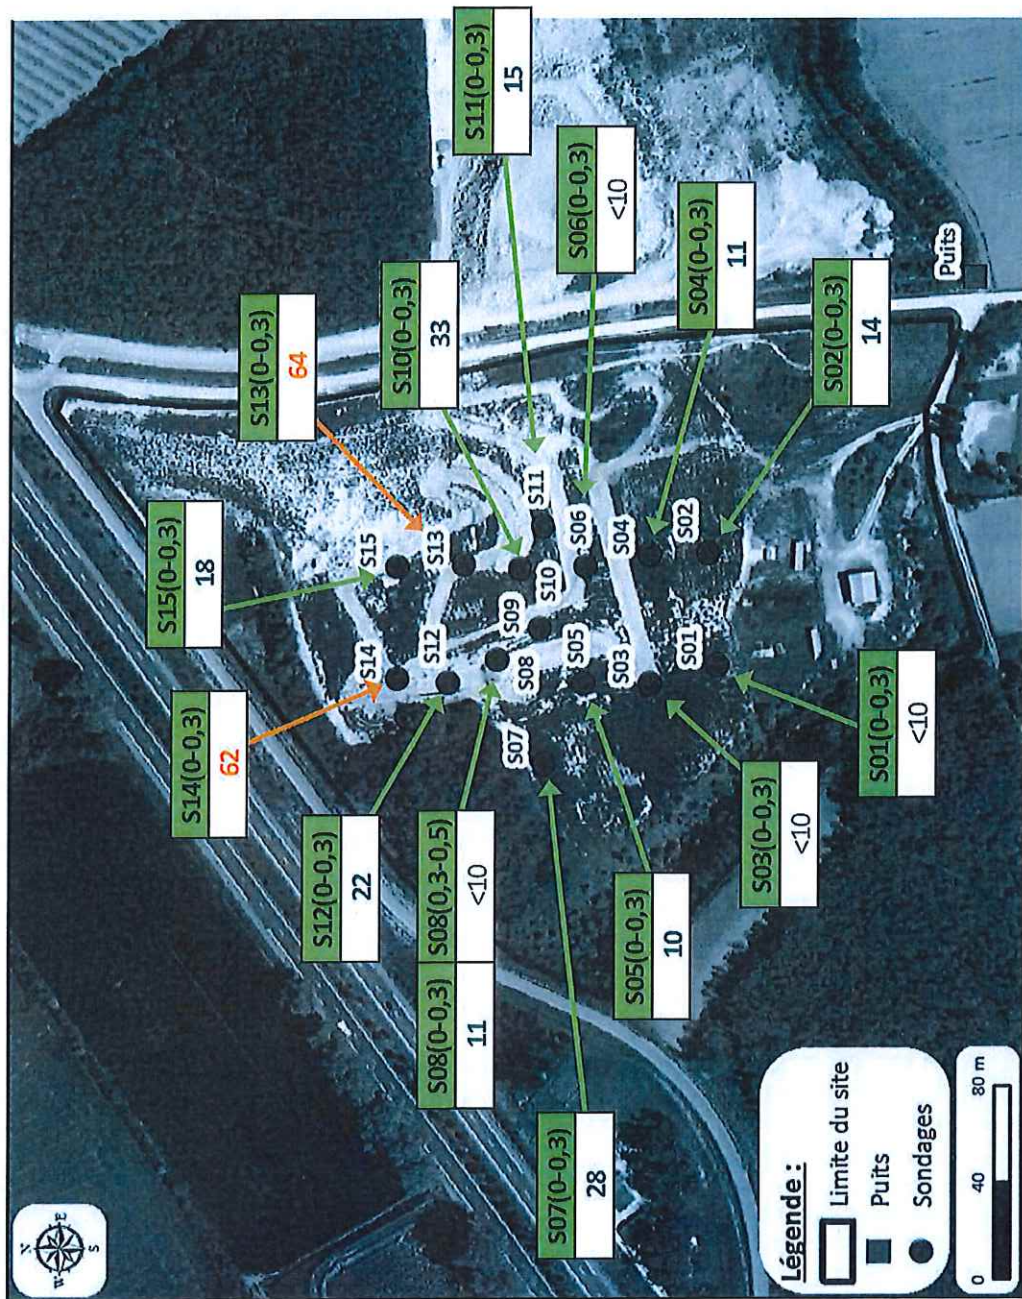 N
E
S
W
S14(0-0,3)
62
S15(0-0,3)
18
S13(0-0,3)
64
S10(0-0,3)
33
S11(0-0,3)
15
S12(0-0,3)
22
S08(0-0,3) S08(0,3-0,5)
11 <10
S06(0-0,3)
<10
S07(0-0,3)
28
S04(0-0,3)
11
S05(0-0,3)
10
S02(0-0,3)
14
S03(0-0,3)
<10
S01(0-0,3)
<10
S14
S15
S12
S13
S07
S08
S09
S10
S11
S05
S06
S03
S04
S01
S02
Puits
Légende :
Limite du site
Puits
Sondages
0 40 80 m